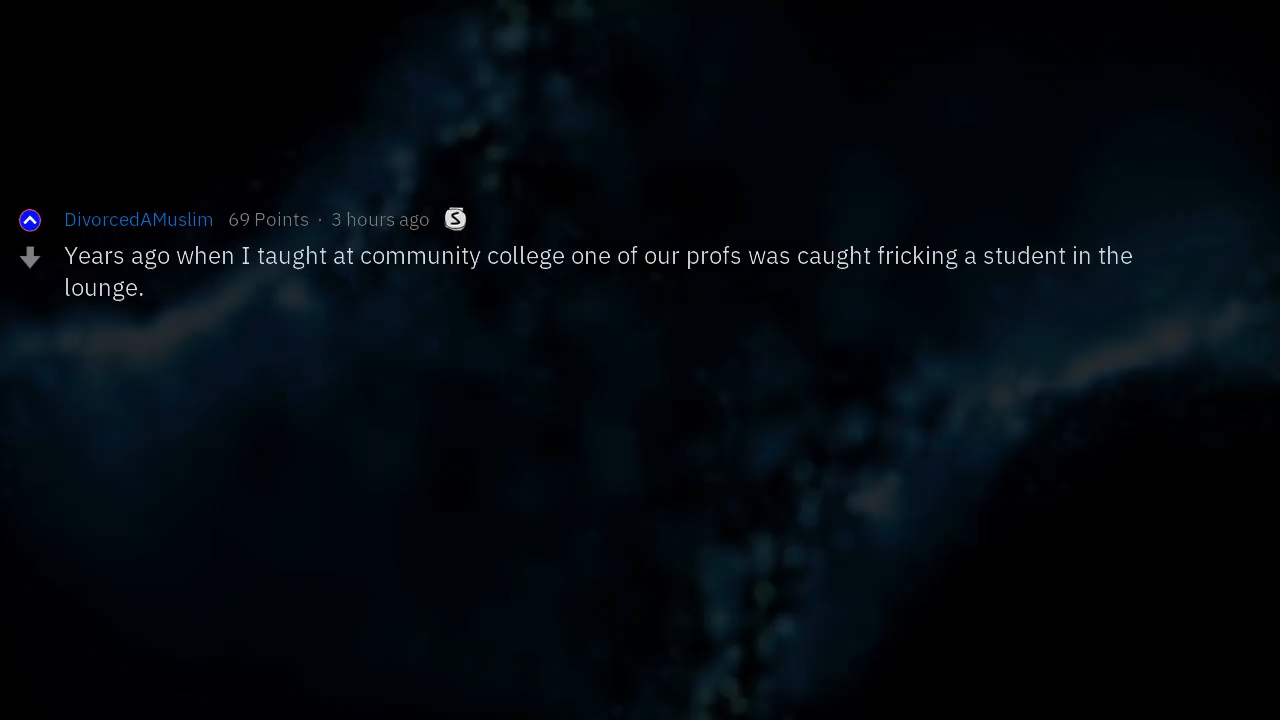 DivorcedAMuslim 69 Points · 3 hours ago S
Years ago when I taught at community college one of our profs was caught fricking a student in the
lounge.